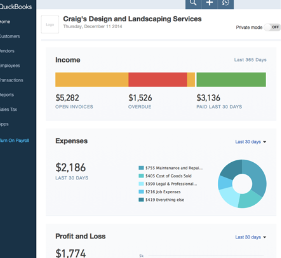 QuickBooks
Home
Customers
Vendors
Employees
Transactions
Reports
Sales Tax
Apps
Turn On Payroll
Craig's Design and Landscaping Services
Thursday, December 11 2014
Private mode OFF
Income
Last 365 Days
$5,282
$1,526
$3,136
OPEN INVOICES
OVERDUE
PAID LAST 30 DAYS
Expenses
Last 30 days
$2,186
LAST 30 DAYS
$755 Maintenance and Repai...
$405 Cost of Goods Sold
Legal & Professional...
Job Expenses
$419 Everything else
Profit and Loss
Last 30 days
$1,774